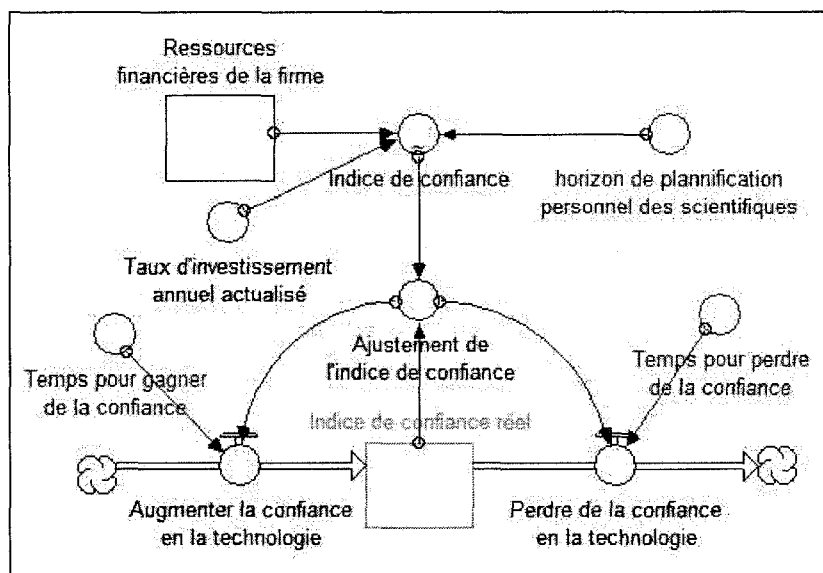 Ressources
financières de la firme
Indice de confiance
horizon de plannification
personnel des scientifiques
Taux d'investissement
annuel actualisé
Ajustement de
l'indice de confiance
Temps pour gagner
de la confiance
Temps pour perdre
de la confiance
Indice de confiance réel
Augmenter la confiance
en la technologie
Perdre de la confiance
en la technologie